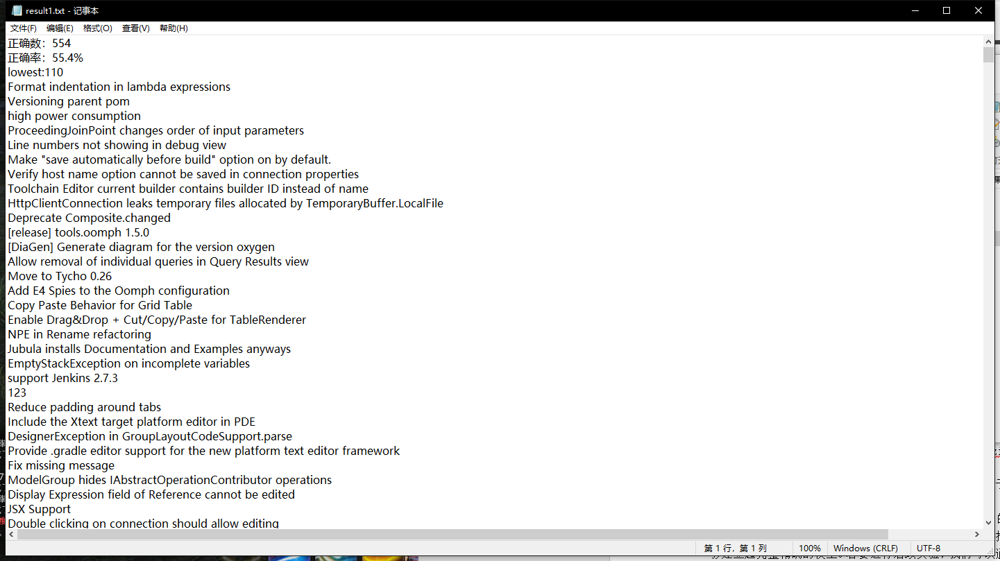 result1.txt - 记事本
文件(F) 编辑(E) 格式(O) 查看(V) 帮助(H)
正确数：554
正确率：55.4%
lowest:110
Format indentation in lambda expressions
Versioning parent pom
high power consumption
ProceedingJoinPoint changes order of input parameters
Line numbers not showing in debug view
Make "save automatically before build" option on by default.
Verify host name option cannot be saved in connection properties
Toolchain Editor current builder contains builder ID instead of name
HttpClientConnection leaks temporary files allocated by TemporaryBuffer.LocalFile
Deprecate Composite.changed
[release] tools.oomph 1.5.0
[DiaGen] Generate diagram for the version oxygen
Allow removal of individual queries in Query Results view
Move to Tycho 0.26
Add E4 Spies to the Oomph configuration
Copy Paste Behavior for Grid Table
Enable Drag&Drop + Cut/Copy/Paste for TableRenderer
NPE in Rename refactoring
Jubula installs Documentation and Examples anyways
EmptyStackException on incomplete variables
support Jenkins 2.7.3
123
Reduce padding around tabs
Include the Xtext target platform editor in PDE
DesignerException in GroupLayoutCodeSupport.parse
Provide .gradle editor support for the new platform text editor framework
Fix missing message
ModelGroup hides IAbstractOperationContributor operations
Display Expression field of Reference cannot be edited
JSX Support
Double clicking on connection should allow editing
第 1 行，第 1 列 100% Windows (CRLF) UTF-8